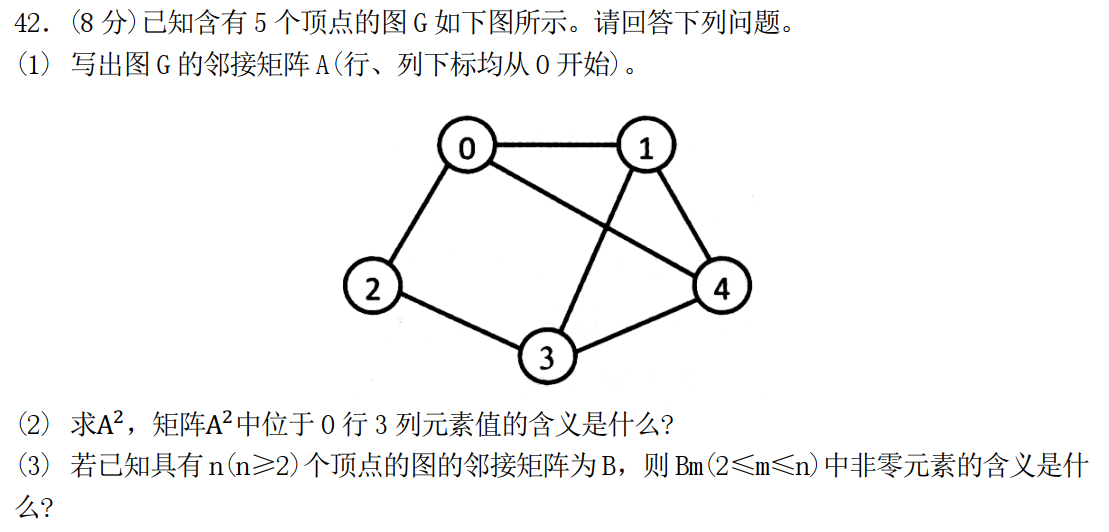 42. (8 分)已知含有 5 个顶点的图 G 如下图所示。请回答下列问题。
(1) 写出图 G 的邻接矩阵 A(行、列下标均从 0 开始)。
0 1
2 4
3
(2) 求A²，矩阵A²中位于 0 行 3 列元素值的含义是什么?
(3) 若已知具有 n(n≥2)个顶点的图的邻接矩阵为 B，则 Bm(2≤m≤n)中非零元素的含义是什
么?